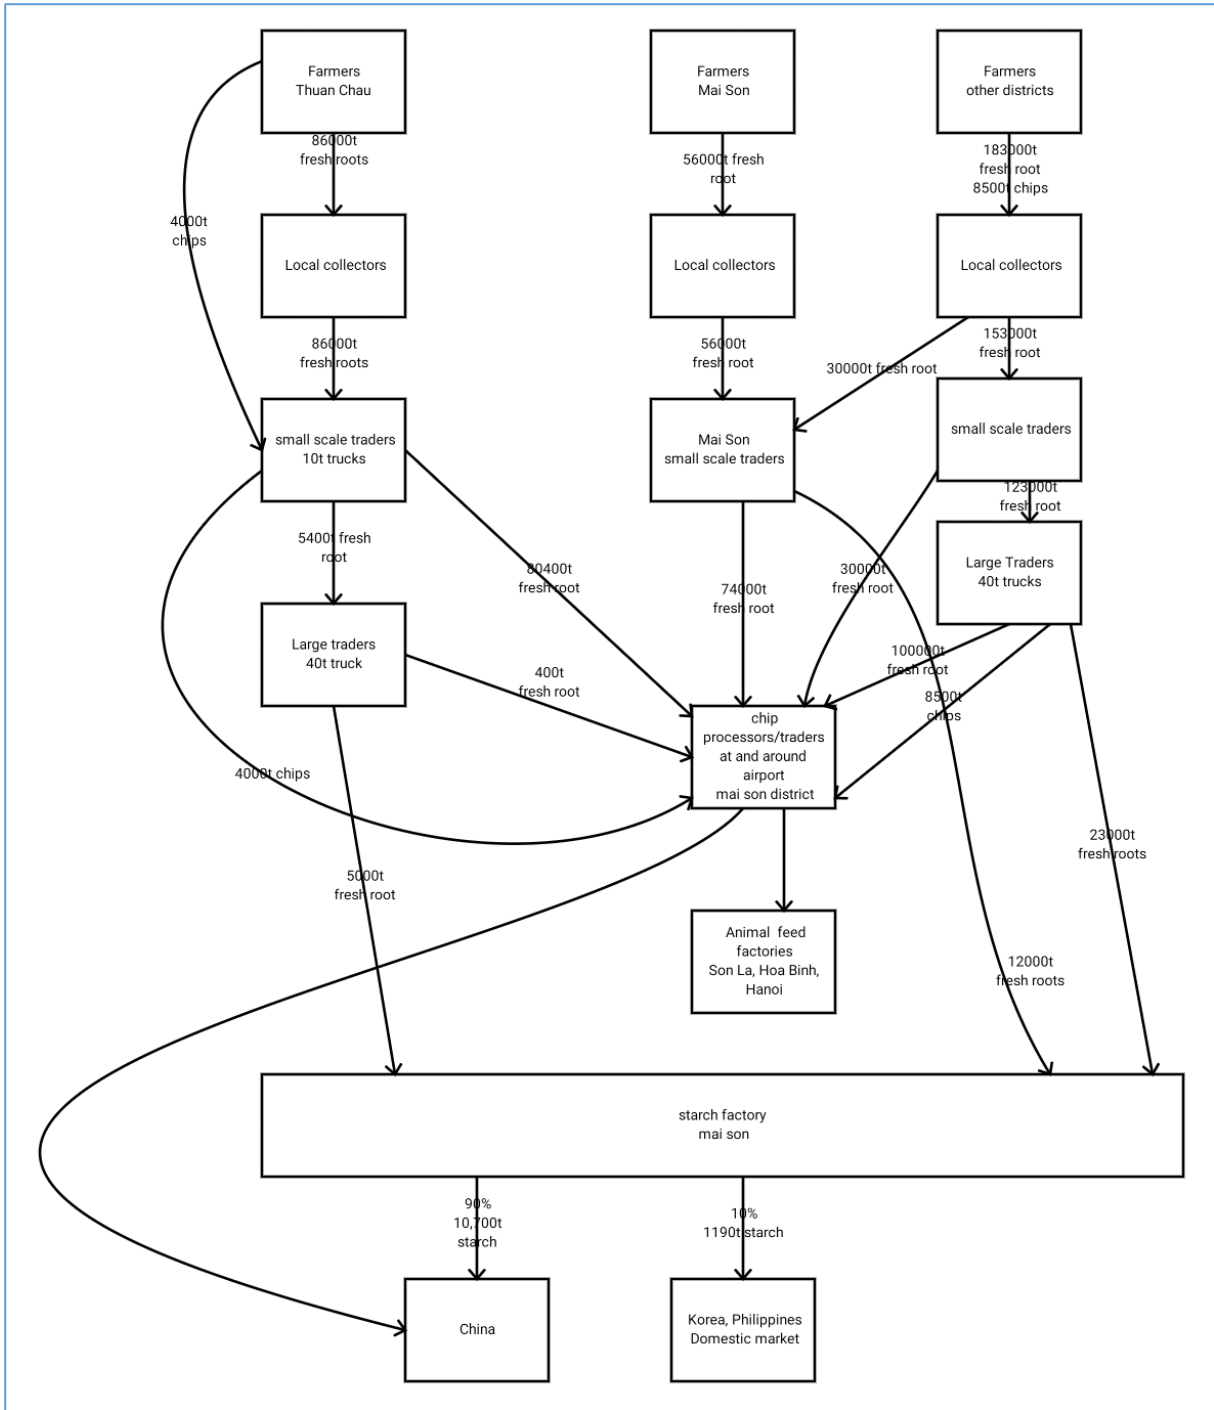 Farmers
Thuan Chau
Farmers
Mai Son
Farmers
other districts
86000t
fresh roots
56000t fresh
root
183000t
fresh root
8500t chips
4000t
chips
Local collectors
Local collectors
Local collectors
86000t
fresh roots
56000t
fresh root
30000t fresh root
153000t
fresh root
small scale traders
10t trucks
Mai Son
small scale traders
small scale traders
123000t
fresh root
5400t fresh
root
80400t
fresh root
74000t
fresh root
30000t
fresh root
Large Traders
40t trucks
Large traders
40t truck
400t
fresh root
100000t
fresh root
8500t
chips
chip
processors/traders
at and around
airport
mai son district
4000t chips
5000t
fresh root
23000t
fresh roots
Animal  feed
factories
Son La, Hoa Binh,
Hanoi
12000t
fresh roots
starch factory
mai son
90%
10,700t
starch
10%
1190t starch
China
Korea, Philippines
Domestic market